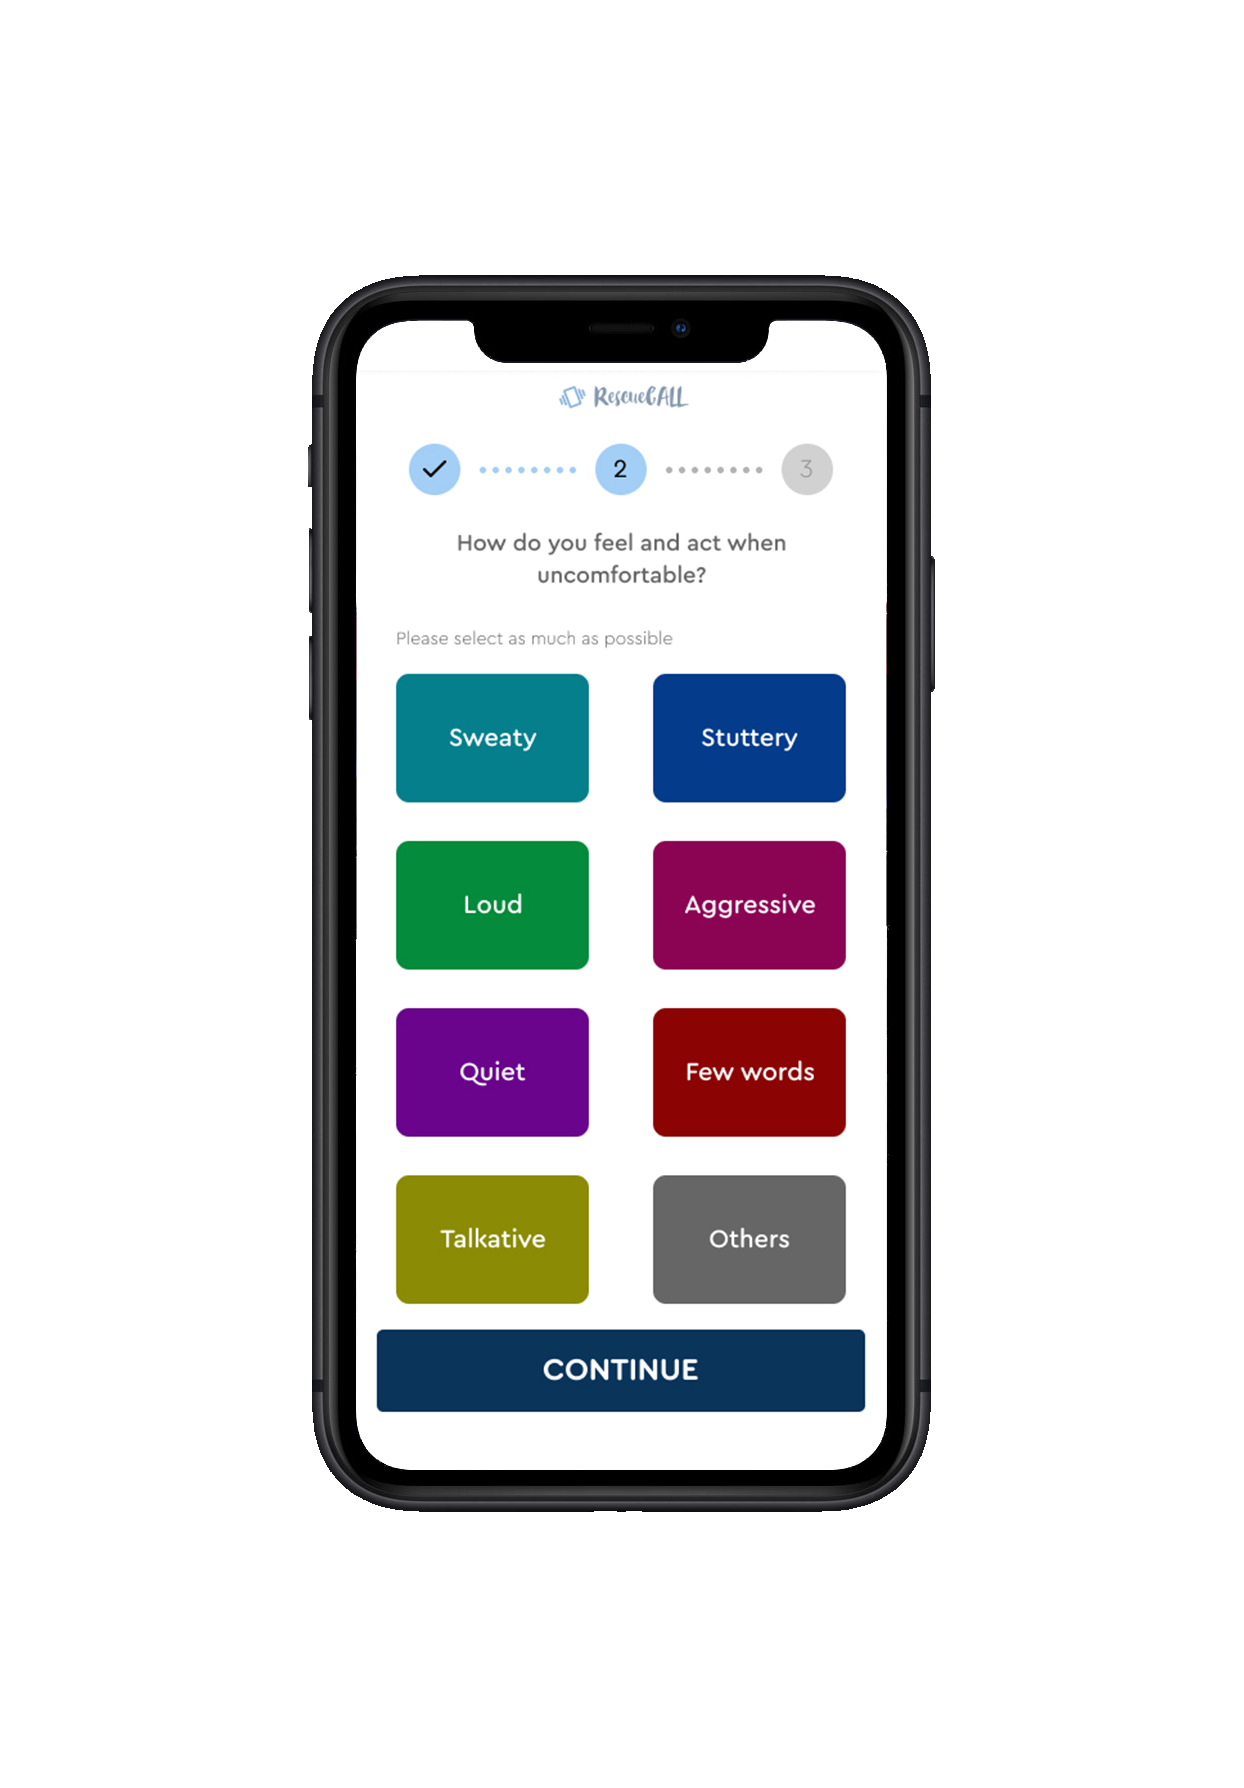 RescueCALL
2 3
How do you feel and act when
uncomfortable?
Please select as much as possible
Sweaty Stuttery
Loud Aggressive
Quiet Few words
Talkative Others
CONTINUE